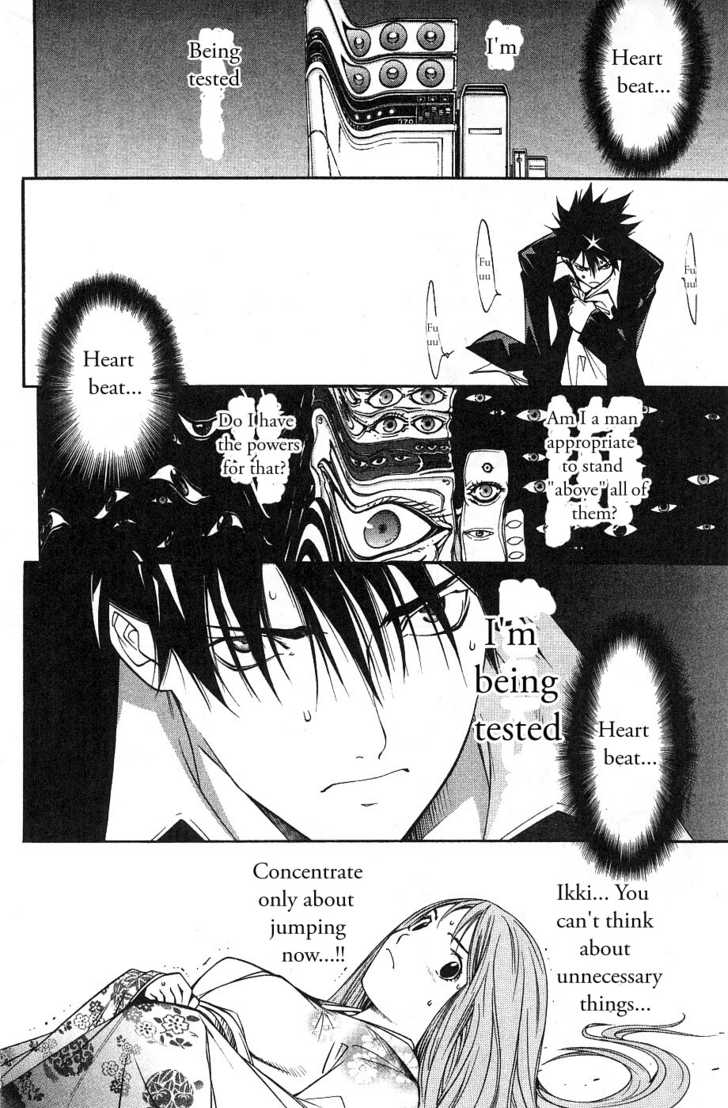 Heart
beat...
I'm
Being
tested
Fu
uu
Fu
uu
Fu
uu
Heart
beat...
Am I a man
appropriate
to stand
"above" all of
them?
Do I have
the powers
for that?
I'm
being
tested
Heart
beat...
Ikki... You
can't think
about
unnecessary
things...
Concentrate
only about
jumping
now...!!